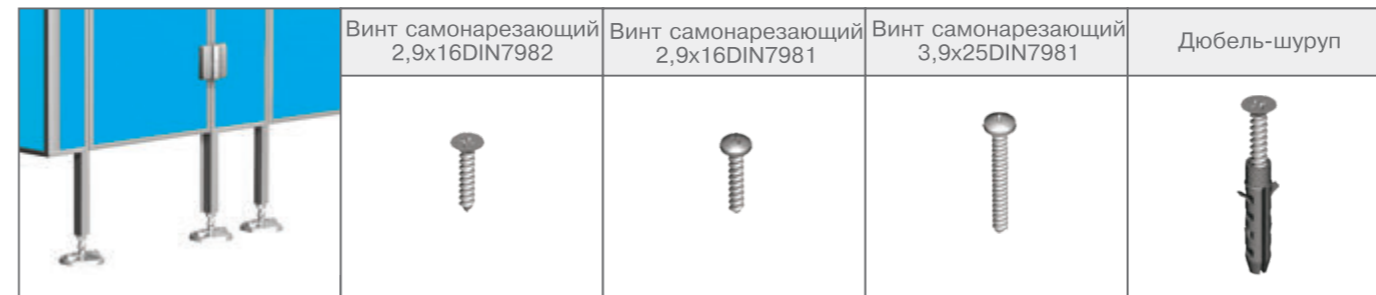 Винт самонарезающий
2,9x16DIN7982
Винт самонарезающий
2,9x16DIN7981
Винт самонарезающий
3,9x25DIN7981
Дюбель-шуруп